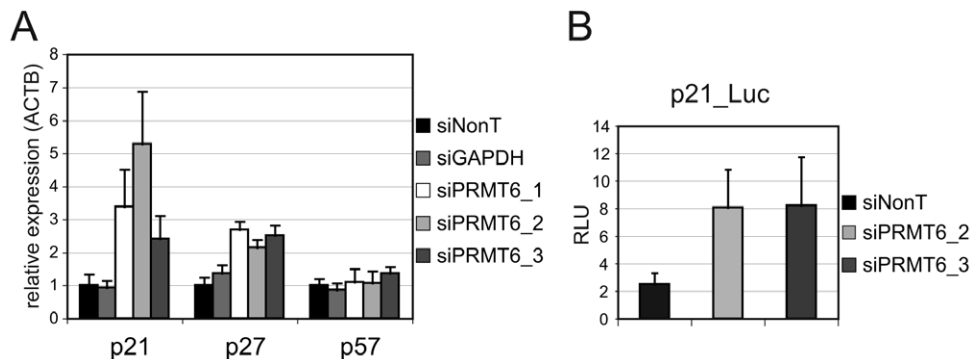 A
relative expression (ACTB)
8
7
6
5
4
3
2
1
0
p21
p27
p57
siNonT
siGAPDH
siPRMT6_1
siPRMT6_2
siPRMT6_3
B
p21_Luc
RLU
14
12
10
8
6
4
2
0
siNonT
siPRMT6_2
siPRMT6_3